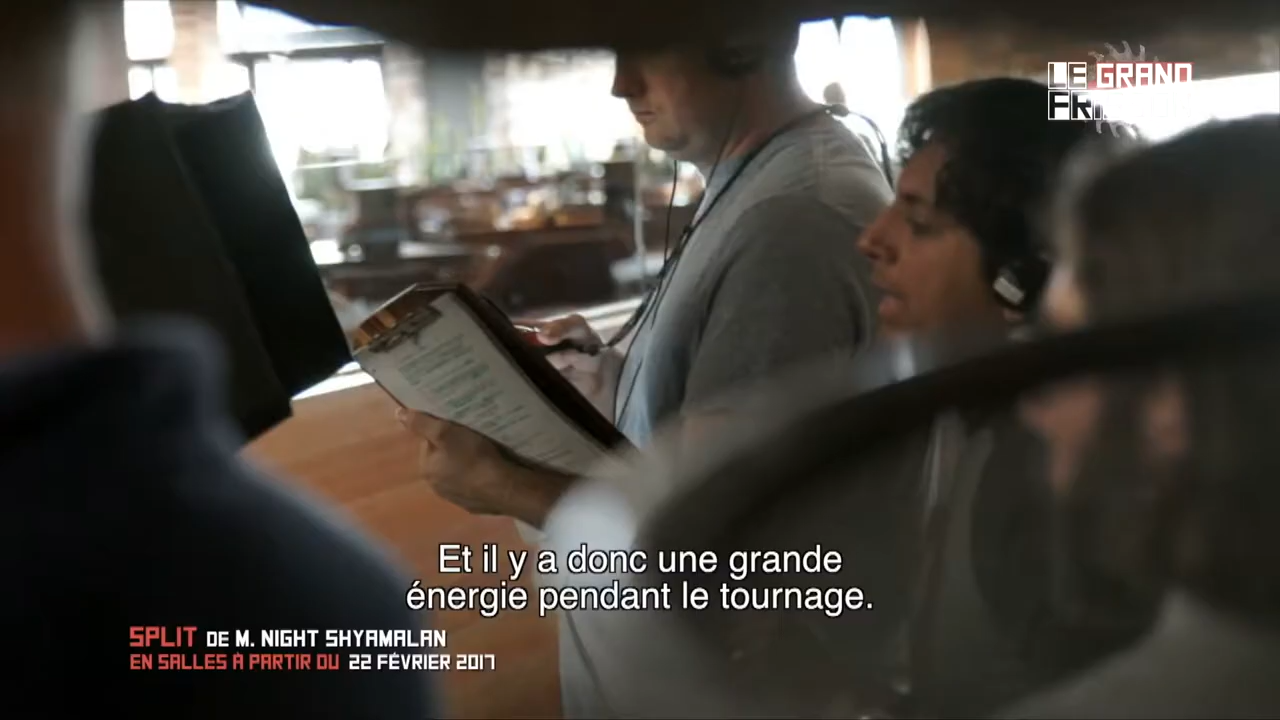 LE GRAND
Et il y a donc une grande
énergie pendant le tournage.
SPLIT DE M. NIGHT SHYAMALAN
EN SALLES À PARTIR DU 22 FÉVRIER 2017